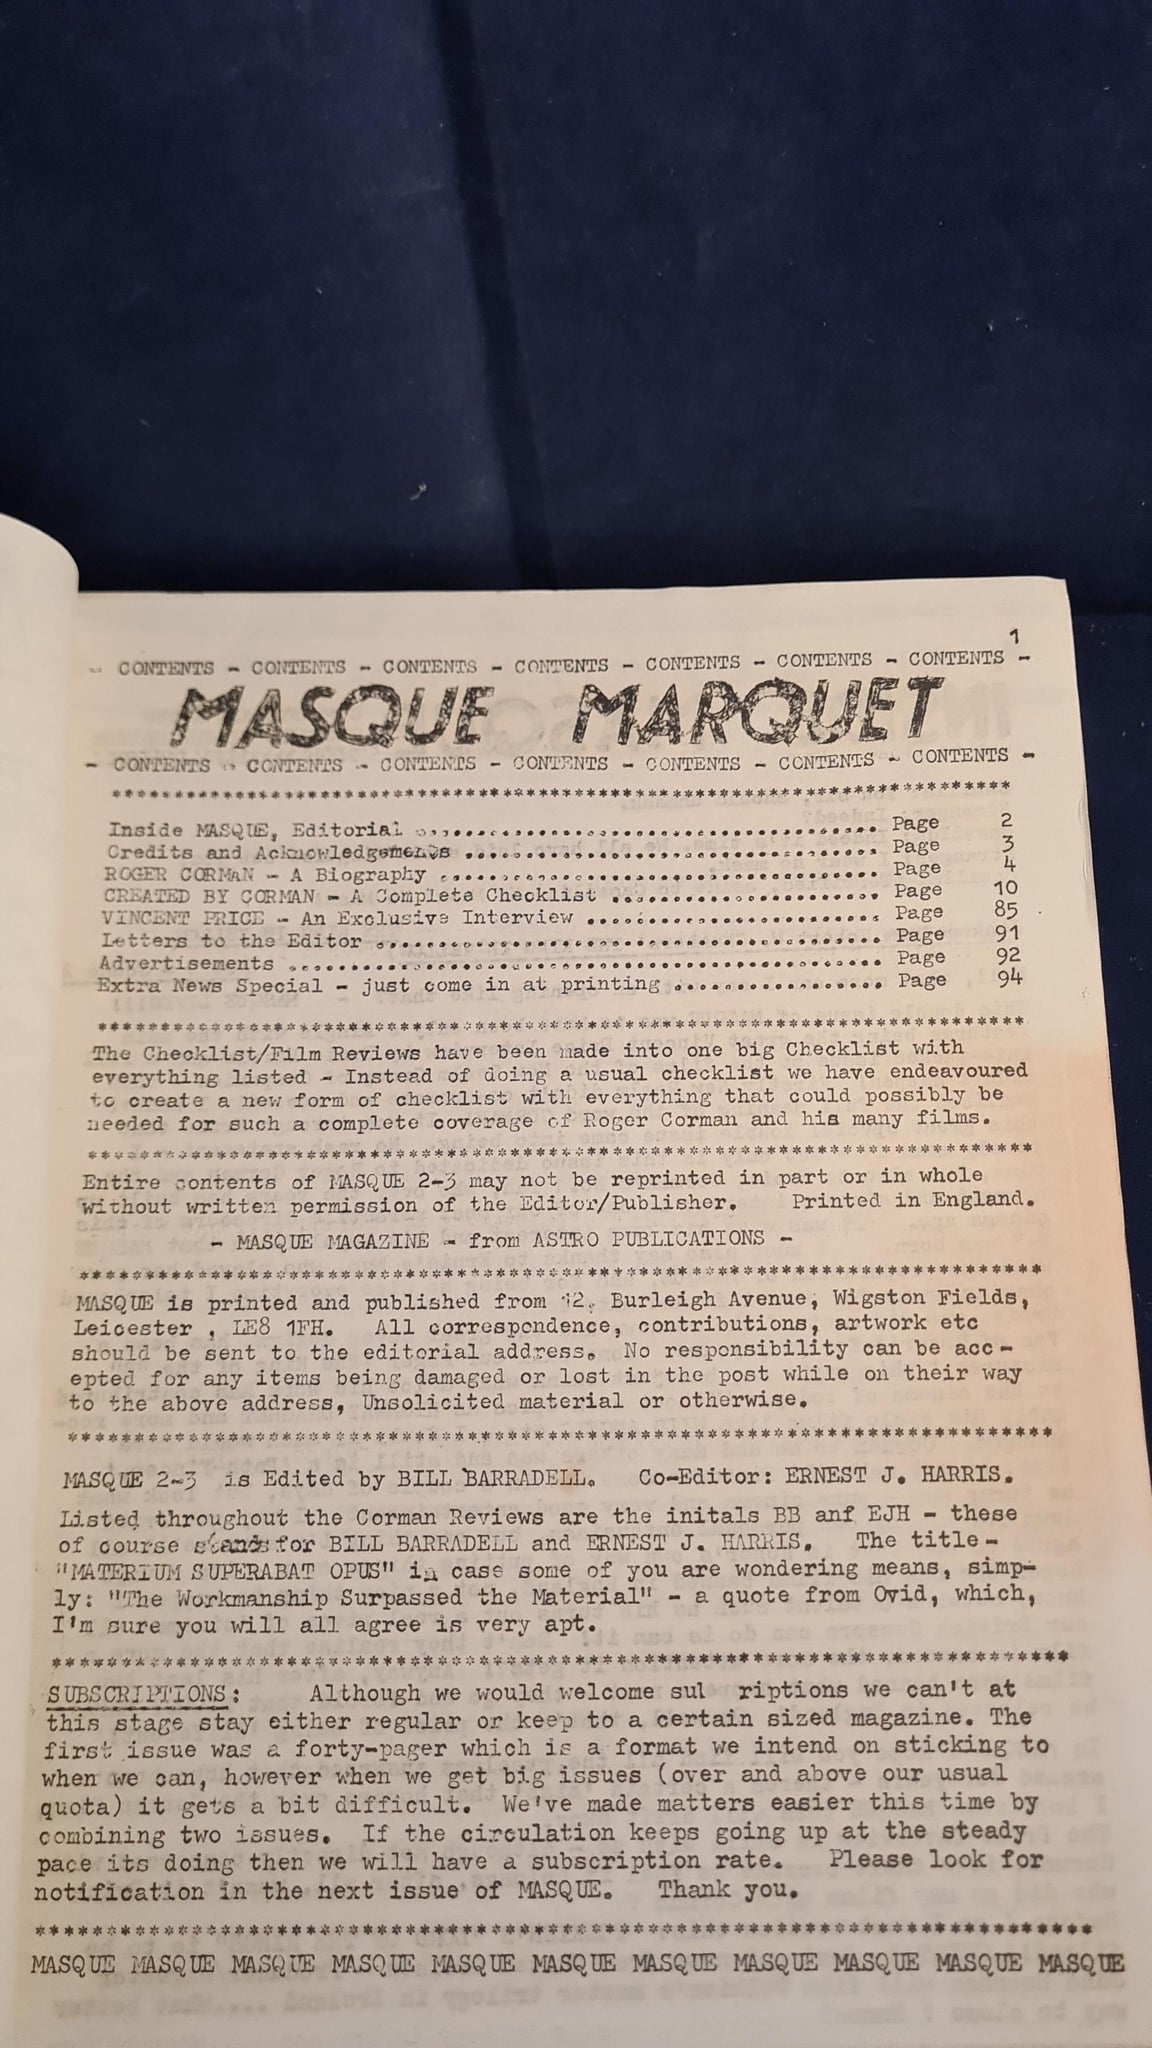 1
- CONTENTS - CONTENTS - CONTENTS - CONTENTS - CONTENTS - CONTENTS - CONTENTS -
MASQUE MARQUET
- CONTENTS - CONTENTS - CONTENTS - CONTENTS - CONTENTS - CONTENTS - CONTENTS -
Inside MASQUE, Editorial .................................... Page 2
Credits and Acknowledgements ................................ Page 3
ROGER CORMAN - A Biography .................................. Page 4
CREATED BY CORMAN - A Complete Checklist .................... Page 10
VINCENT PRICE - An Exclusive Interview ...................... Page 85
Letters to the Editor ....................................... Page 91
Advertisements .............................................. Page 92
Extra News Special - just come in at printing ............... Page 94
The Checklist/Film Reviews have been made into one big Checklist with
everything listed - Instead of doing a usual checklist we have endeavoured
to create a new form of checklist with everything that could possibly be
needed for such a complete coverage of Roger Corman and his many films.
Entire contents of MASQUE 2-3 may not be reprinted in part or in whole
without written permission of the Editor/Publisher. Printed in England.
- MASQUE MAGAZINE - from ASTRO PUBLICATIONS -
MASQUE is printed and published from 12, Burleigh Avenue, Wigston Fields,
Leicester , LE8 1FH. All correspondence, contributions, artwork etc
should be sent to the editorial address. No responsibility can be acc-
epted for any items being damaged or lost in the post while on their way
to the above address, Unsolicited material or otherwise.
MASQUE 2-3 is Edited by BILL BARRADELL. Co-Editor: ERNEST J. HARRIS.
Listed throughout the Corman Reviews are the initals BB anf EJH - these
of course stands for BILL BARRADELL and ERNEST J. HARRIS. The title-
"MATERIUM SUPERABAT OPUS" in case some of you are wondering means, simp-
ly: "The Workmanship Surpassed the Material" - a quote from Ovid, which,
I'm sure you will all agree is very apt.
SUBSCRIPTIONS: Although we would welcome sul riptions we can't at
this stage stay either regular or keep to a certain sized magazine. The
first issue was a forty-pager which is a format we intend on sticking to
when we can, however when we get big issues (over and above our usual
quota) it gets a bit difficult. We've made matters easier this time by
combining two issues. If the circulation keeps going up at the steady
pace its doing then we will have a subscription rate. Please look for
notification in the next issue of MASQUE. Thank you.
MASQUE MASQUE MASQUE MASQUE MASQUE MASQUE MASQUE MASQUE MASQUE MASQUE MASQUE